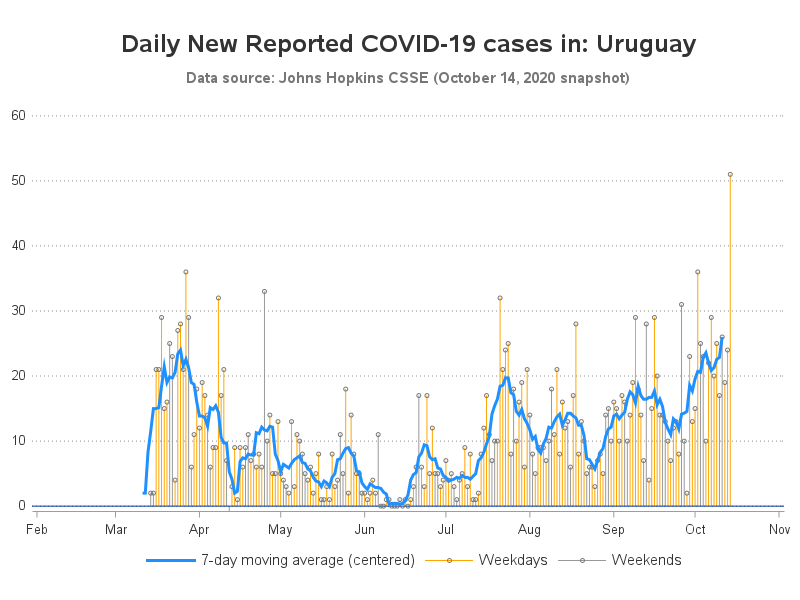 Daily New Reported COVID-19 cases in: Uruguay
Data source: Johns Hopkins CSSE (October 14, 2020 snapshot)
60
50
40
30
20
10
0
Feb Mar Apr May Jun Jul Aug Sep Oct Nov
7-day moving average (centered) Weekdays Weekends